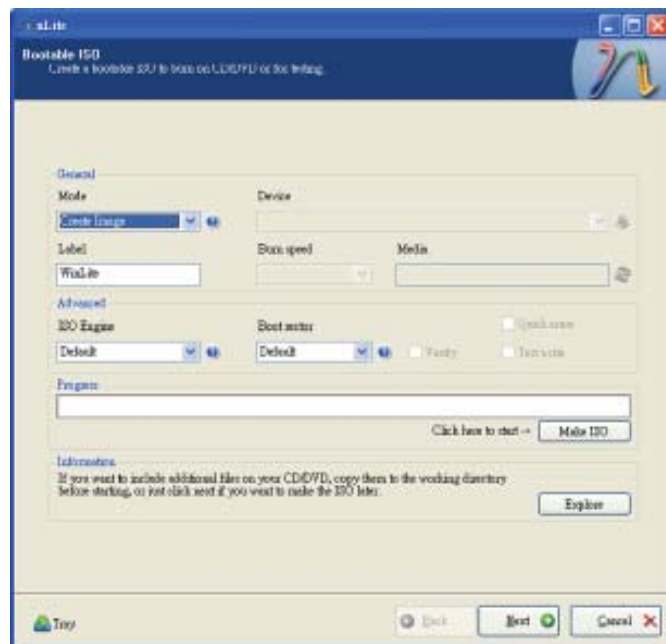 nLite
Bootable ISO
Create a bootable ISO to burn on CD/DVD or for testing.
General
Mode
Device
Create Image
Label
Burn speed
Media
WinLite
Advanced
ISO Engine
Boot sector
Quick erase
Default
Default
Verify
Test write
Progress
Click here to start→
Make ISO
Information
If you want to include additional files on your CD/DVD, copy them to the working directory
before starting, or just click next if you want to make the ISO later.
Explore
Tray
Back
Next
Cancel